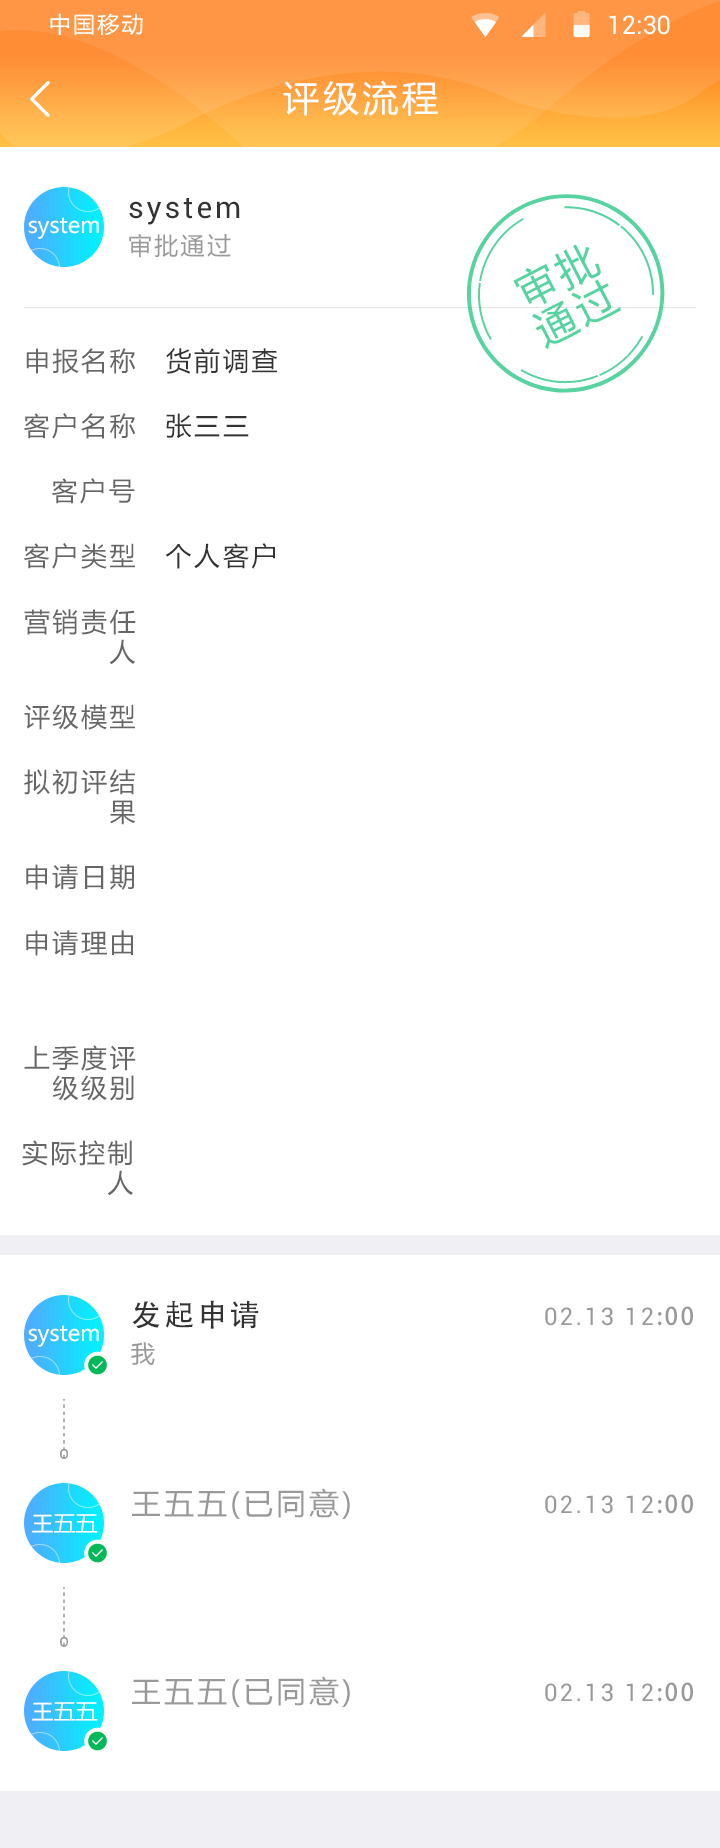 中国移动 12:30
评级流程
system
system
审批通过
审批
通过
申报名称 货前调查
客户名称 张三三
客户号
客户类型 个人客户
营销责任
人
评级模型
拟初评结
果
申请日期
申请理由
上季度评
级级别
实际控制
人
system
发起申请 02.13 12:00
我
王五五
王五五(已同意) 02.13 12:00
王五五
王五五(已同意) 02.13 12:00